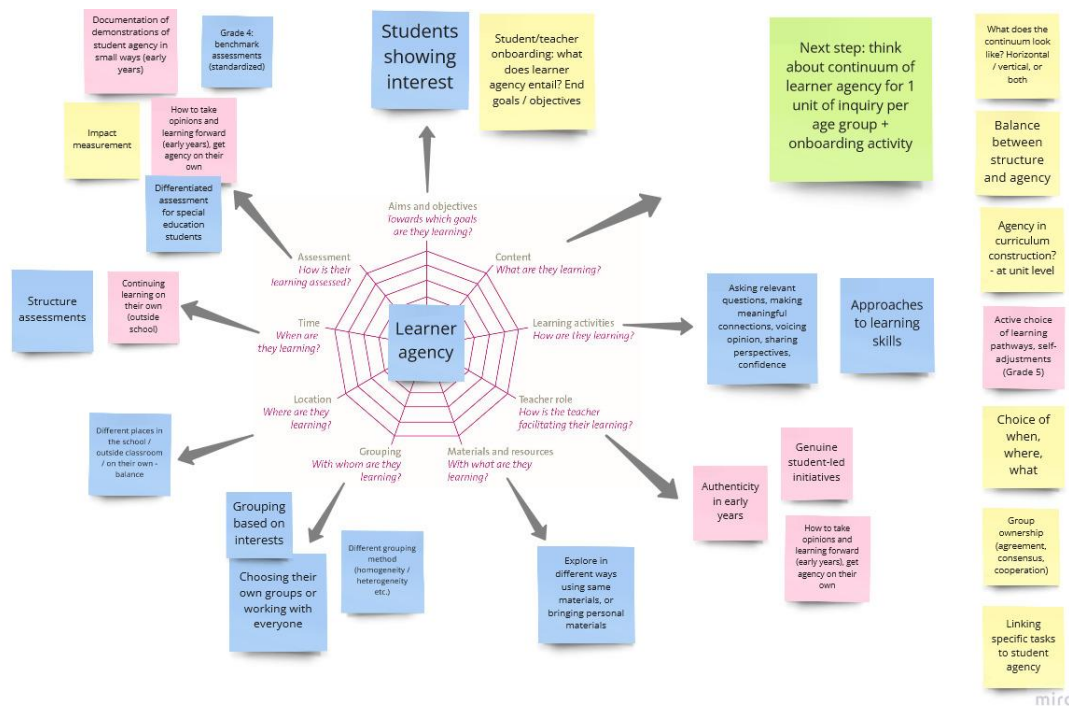 Documentation of
demonstrations of
student agency in
small ways (early
years)
Grade 4:
benchmark
assessments
(standardized)
Impact
measurement
How to take
opinions and
learning forward
(early years), get
agency on their
own
Differentiated
assessment for
special
education
students
Students
showing
interest
Student/teacher
onboarding: what
does learner
agency entail? End
goals / objectives
Next step: think
about continuum of
learner agency for 1
unit of inquiry per
age group +
onboarding activity
What does the
continuum look
like? Horizontal
/ vertical, or
both
Balance
between
structure
and agency
Agency in
curriculum
construction?
- at unit level
Active choice
of learning
pathways, self-
adjustments
(Grade 5)
Choice of
when,
where,
what
Group
ownership
(agreement,
consensus,
cooperation)
Linking
specific tasks
to student
agency
Aims and objectives
Towards which goals
are they learning?
Assessment
How is their
learning assessed?
Content
What are they learning?
Time
When are
they learning?
Learner
agency
Learning activities
How are they learning?
Location
Where are they
learning?
Teacher role
How is the teacher
facilitating their learning?
Grouping
With whom are they
learning?
Materials and resources
With what are they
learning?
Structure
assessments
Continuing
learning on
their own
(outside
school)
Asking relevant
questions, making
meaningful
connections, voicing
opinion, sharing
perspectives,
confidence
Approaches
to learning
skills
Different places in
the school /
outside classroom
/ on their own -
balance
Grouping
based on
interests
Choosing their
own groups or
working with
everyone
Different grouping
method
(homogeneity /
heterogeneity
etc.)
Explore in
different ways
using same
materials, or
bringing personal
materials
Authenticity
in early
years
Genuine
student-led
initiatives
How to take
opinions and
learning forward
(early years), get
agency on their
own
miro